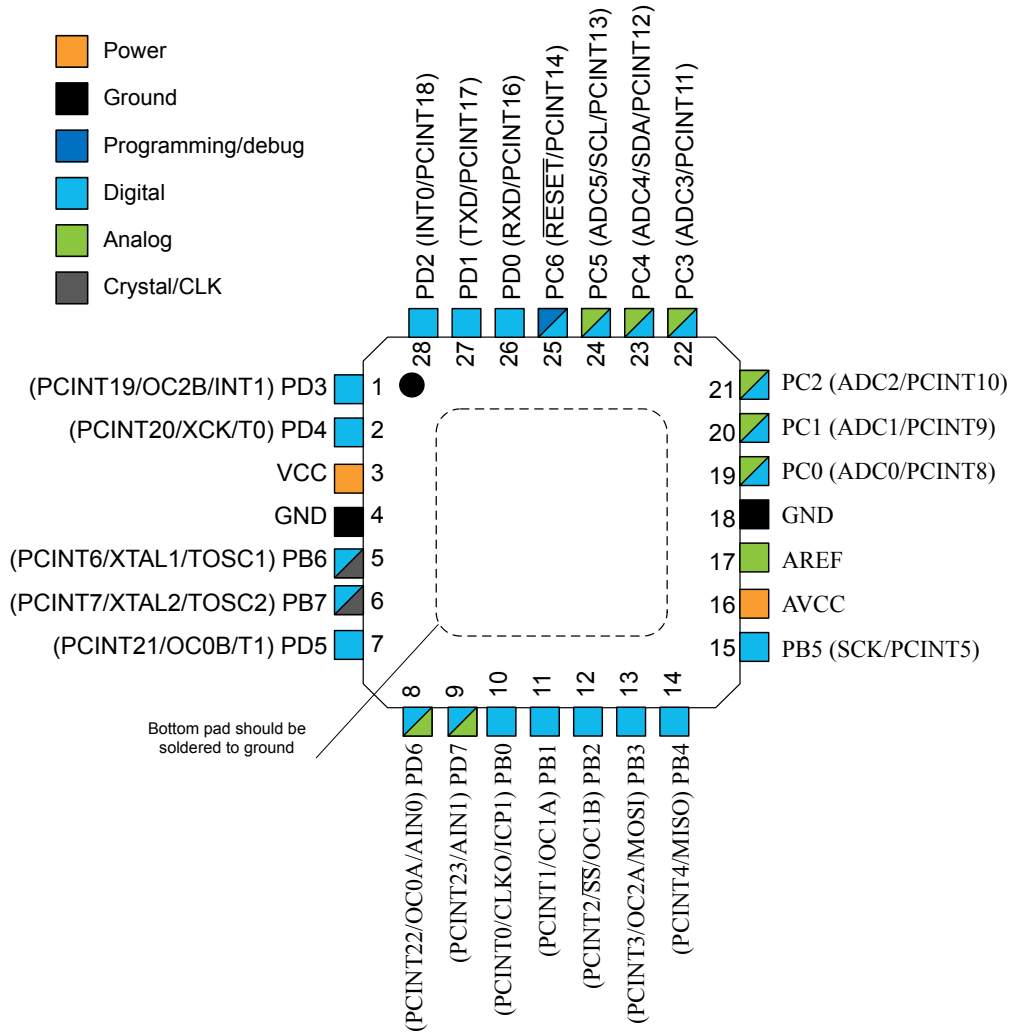 Power
Ground
Programming/debug
Digital
Analog
Crystal/CLK
PD2 (INT0/PCINT18)
PD1 (TXD/PCINT17)
PD0 (RXD/PCINT16)
PC6 (RESET/PCINT14)
PC5 (ADC5/SCL/PCINT13)
PC4 (ADC4/SDA/PCINT12)
PC3 (ADC3/PCINT11)
28
27
26
25
24
23
22
(PCINT19/OC2B/INT1) PD3
1
(PCINT20/XCK/T0) PD4
2
VCC
3
GND
4
(PCINT6/XTAL1/TOSC1) PB6
5
(PCINT7/XTAL2/TOSC2) PB7
6
(PCINT21/OC0B/T1) PD5
7
21
PC2 (ADC2/PCINT10)
20
PC1 (ADC1/PCINT9)
19
PC0 (ADC0/PCINT8)
18
GND
17
AREF
16
AVCC
15
PB5 (SCK/PCINT5)
8
9
10
11
12
13
14
Bottom pad should be
soldered to ground
(PCINT22/OC0A/AIN0) PD6
(PCINT23/AIN1) PD7
(PCINT0/CLKO/ICP1) PB0
(PCINT1/OC1A) PB1
(PCINT2/SS/OC1B) PB2
(PCINT3/OC2A/MOSI) PB3
(PCINT4/MISO) PB4